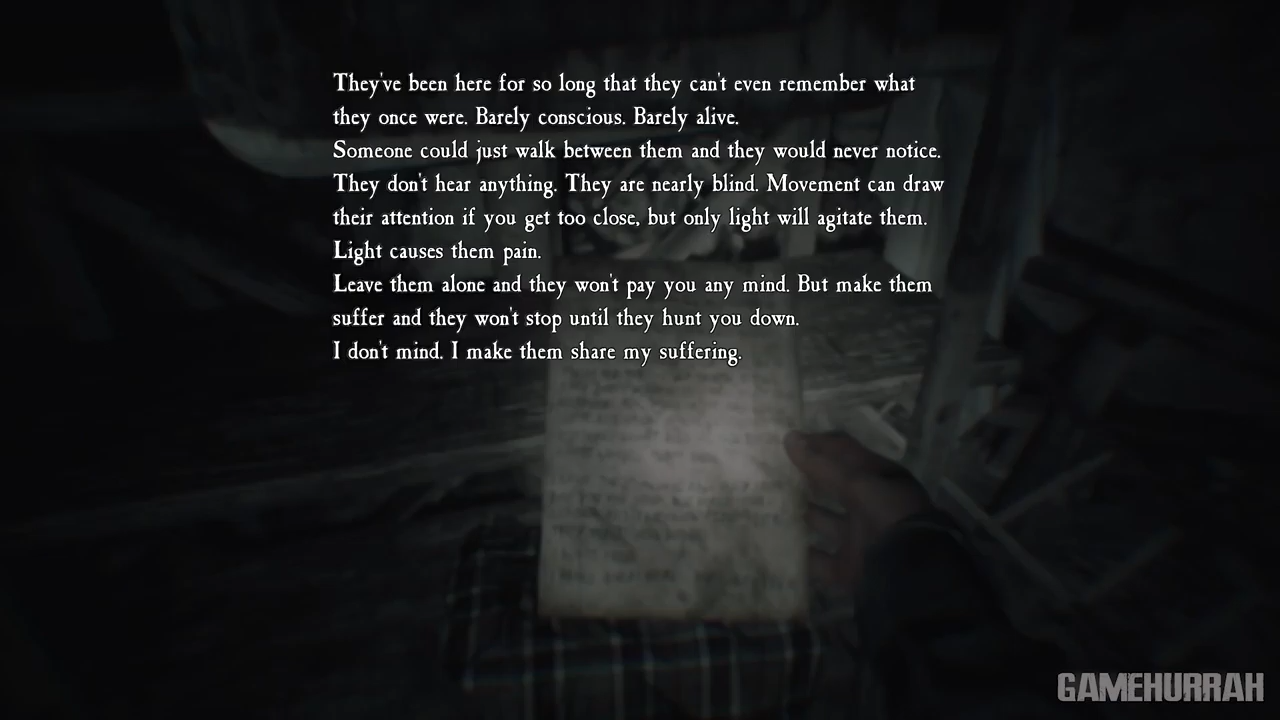 They've been here for so long that they can't even remember what
they once were. Barely conscious. Barely alive.
Someone could just walk between them and they would never notice.
They don't hear anything. They are nearly blind. Movement can draw
their attention if you get too close, but only light will agitate them.
Light causes them pain.
Leave them alone and they won't pay you any mind. But make them
suffer and they won't stop until they hunt you down.
I don't mind. I make them share my suffering.
GAMEHURRAH